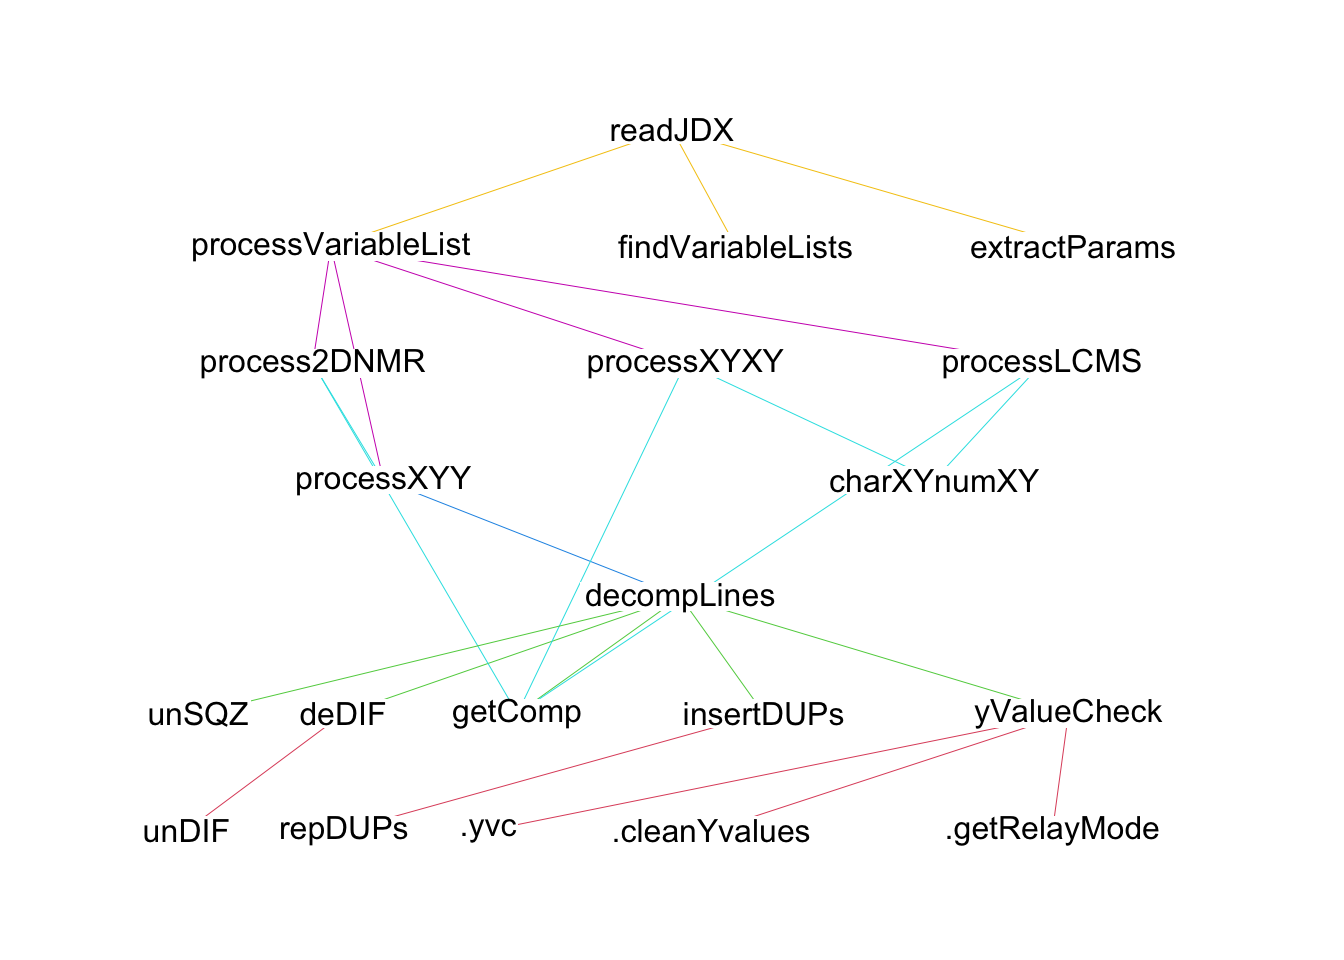 readJDX
processVariableList
findVariableLists
extractParams
process2DNMR
processXYXY
processLCMS
processXYY
charXYnumXY
decompLines
unSQZ
deDIF
getComp
insertDUPs
yValueCheck
unDIF
repDUPs
.yvc
.cleanYvalues
.getRelayMode